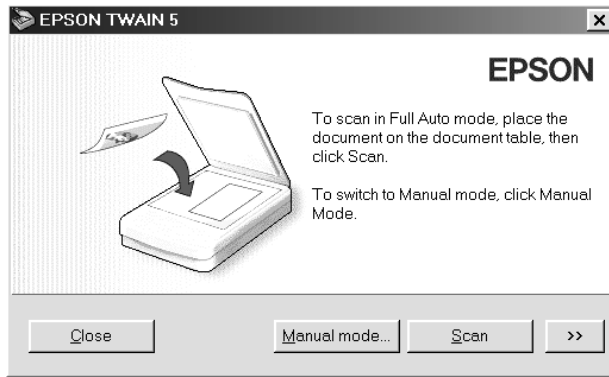 EPSON TWAIN 5
EPSON
To scan in Full Auto mode, place the
document on the document table, then
click Scan.
To switch to Manual mode, click Manual
Mode.
Close
Manual mode...
Scan
>>